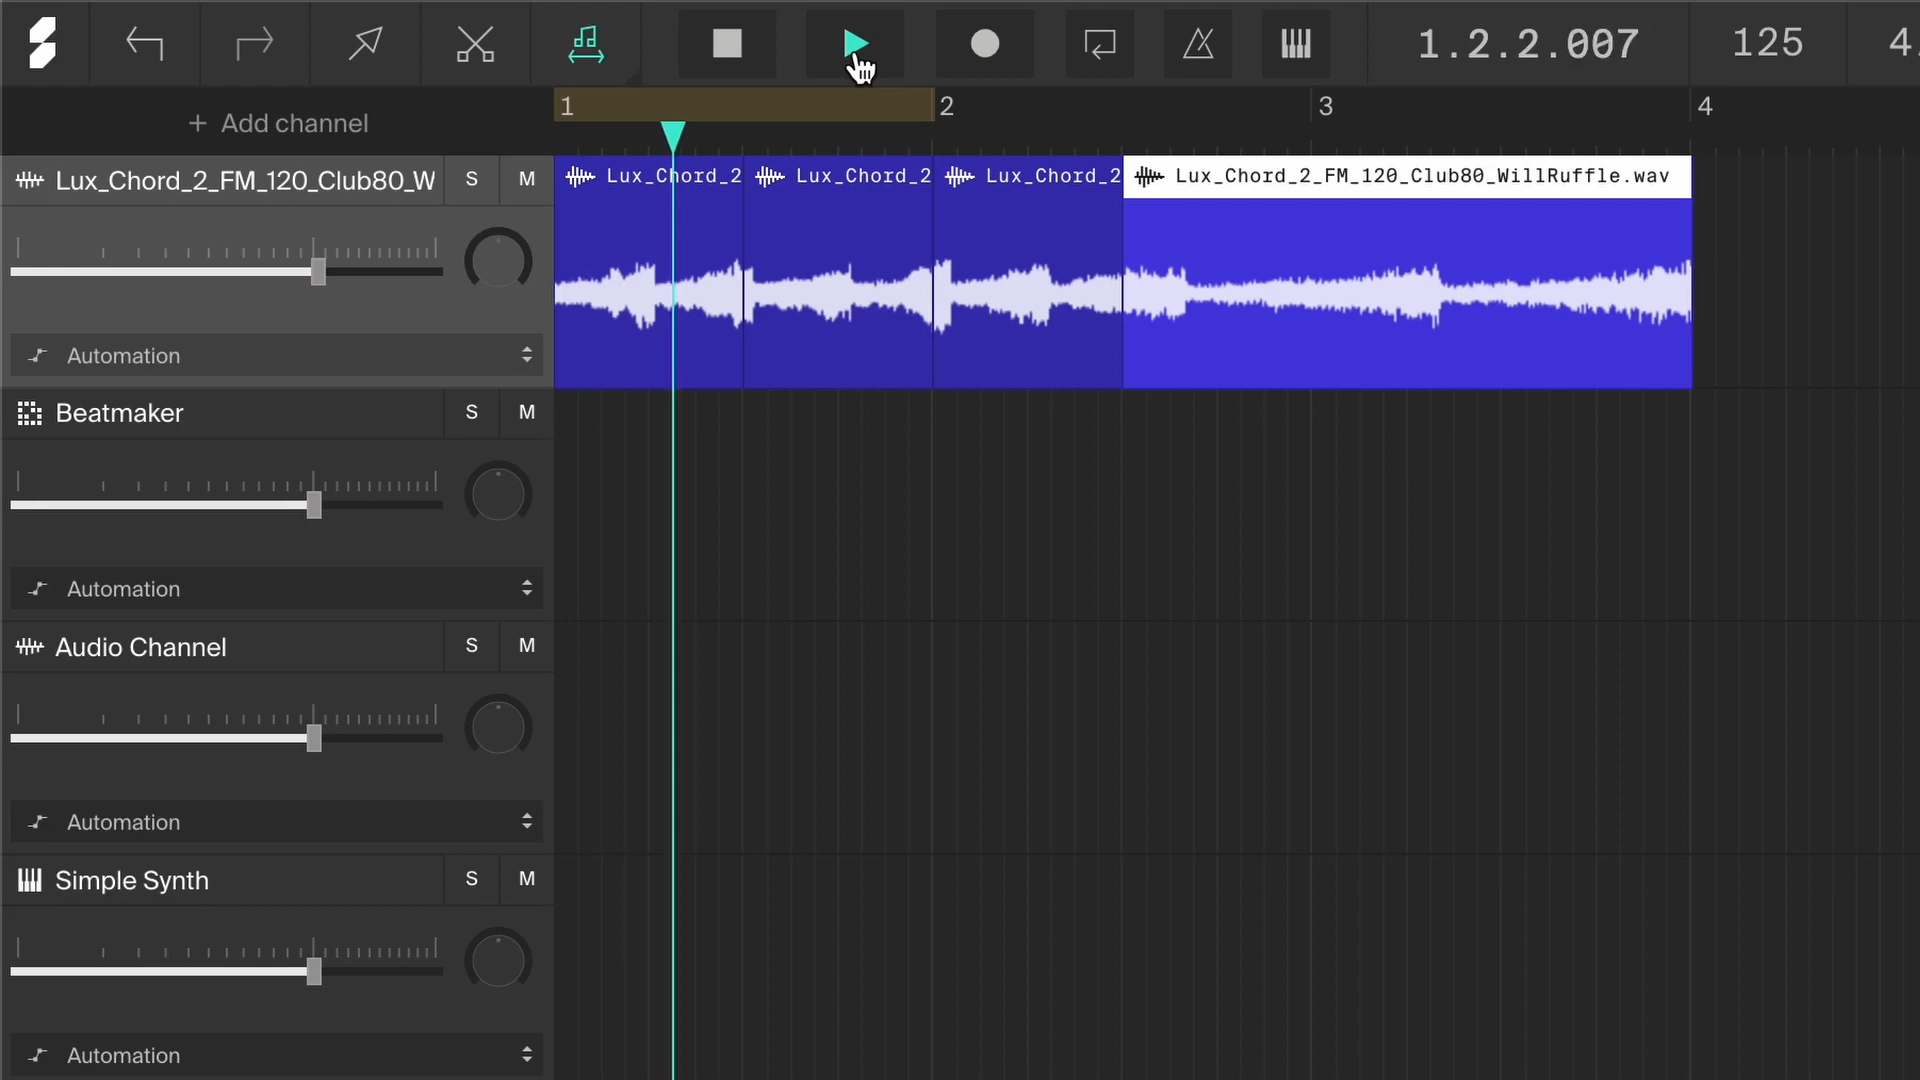 1.2.2.007
125
4.
+ Add channel
1
2
3
4
Lux_Chord_2_FM_120_Club80_W
S
M
Lux_Chord_2
Lux_Chord_2
Lux_Chord_2
Lux_Chord_2_FM_120_Club80_WillRuffle.wav
Automation
Beatmaker
S
M
Automation
Audio Channel
S
M
Automation
Simple Synth
S
M
Automation